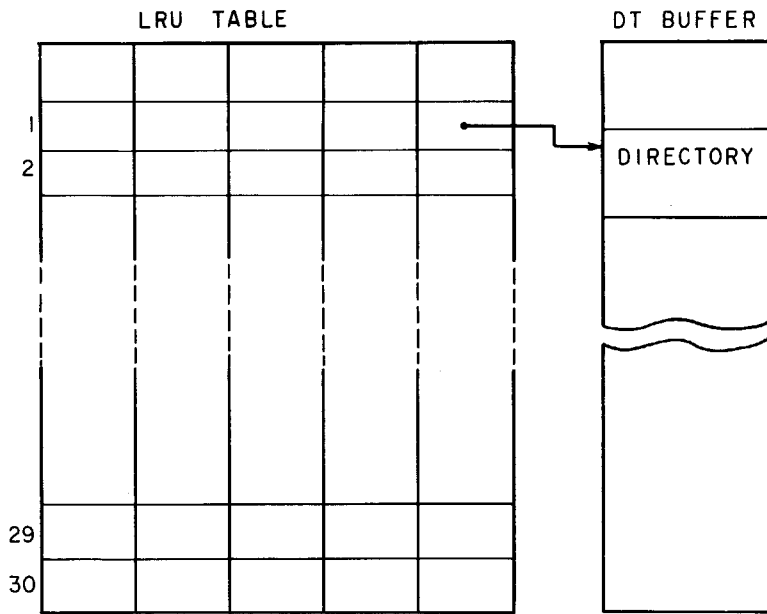 LRU TABLE
DT BUFFER
1
DIRECTORY
2
29
30